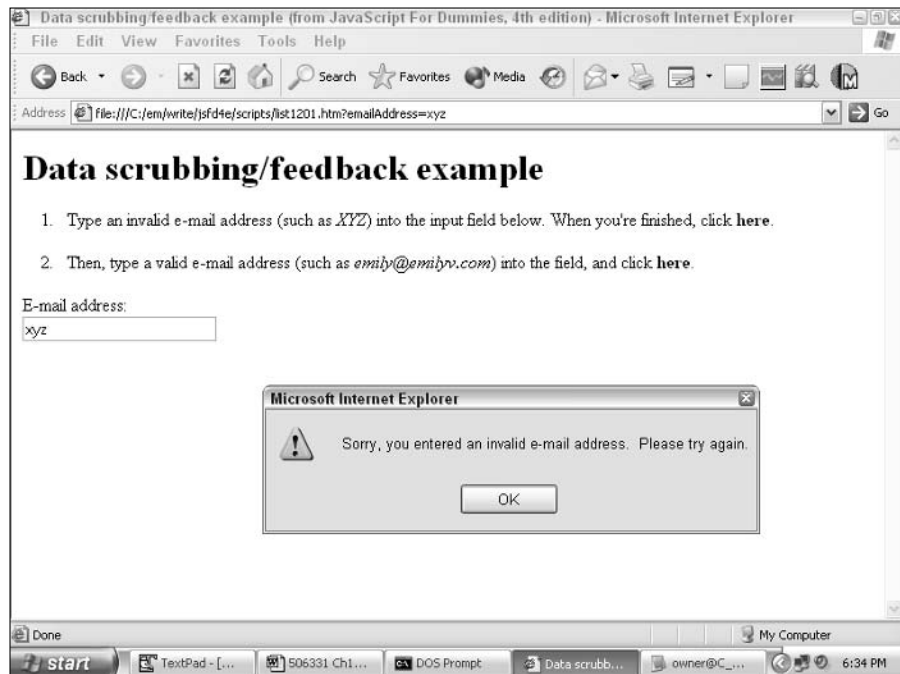 Data scrubbing/feedback example (from JavaScript For Dummies, 4th edition) - Microsoft Internet Explorer
File Edit View Favorites Tools Help
Back Search Favorites Media
Address file:///C:/em/write/jsfd4e/scripts/list1201.htm?emailAddress=xyz Go
Data scrubbing/feedback example
1. Type an invalid e-mail address (such as XYZ) into the input field below. When you're finished, click here.
2. Then, type a valid e-mail address (such as emily@emilyv.com) into the field, and click here.
E-mail address:
xyz
Microsoft Internet Explorer
Sorry, you entered an invalid e-mail address. Please try again.
OK
Done My Computer
start TextPad - [... 506331 Ch1... DOS Prompt Data scrubb... owner@C_... 6:34 PM